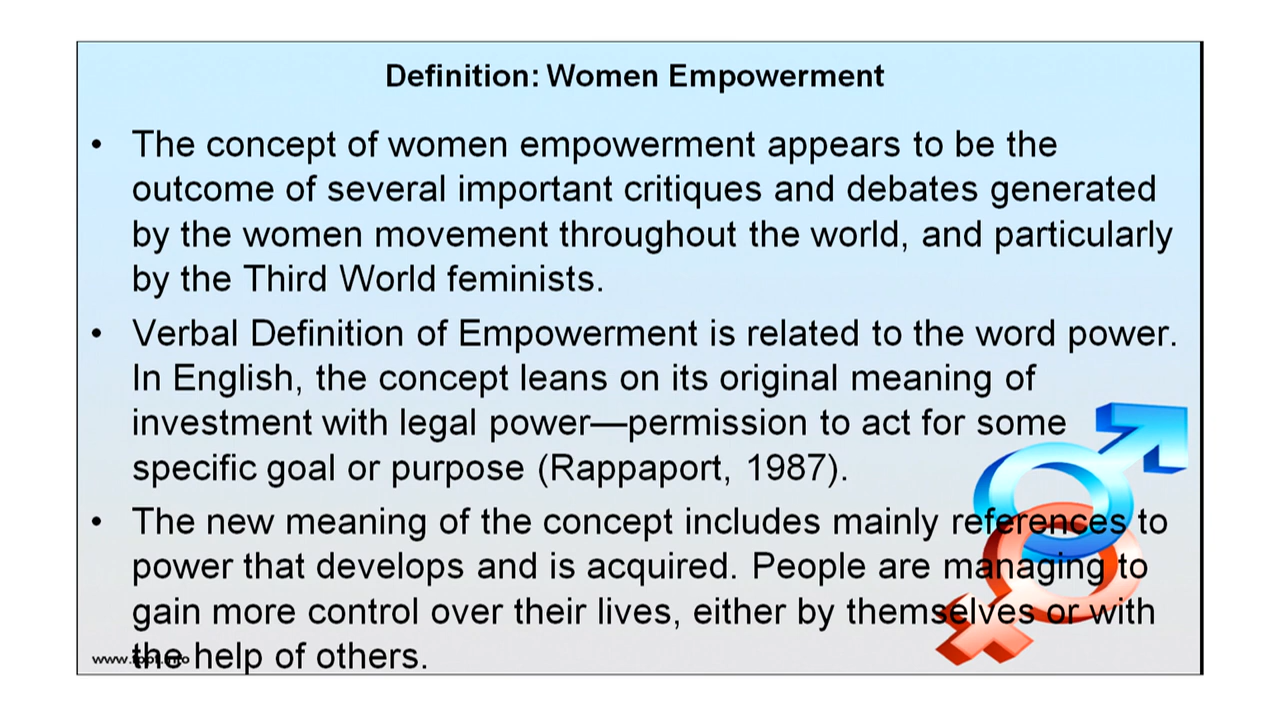 Definition: Women Empowerment
• The concept of women empowerment appears to be the
outcome of several important critiques and debates generated
by the women movement throughout the world, and particularly
by the Third World feminists.
• Verbal Definition of Empowerment is related to the word power.
In English, the concept leans on its original meaning of
investment with legal power—permission to act for some
specific goal or purpose (Rappaport, 1987).
• The new meaning of the concept includes mainly references to
power that develops and is acquired. People are managing to
gain more control over their lives, either by themselves or with
the help of others.